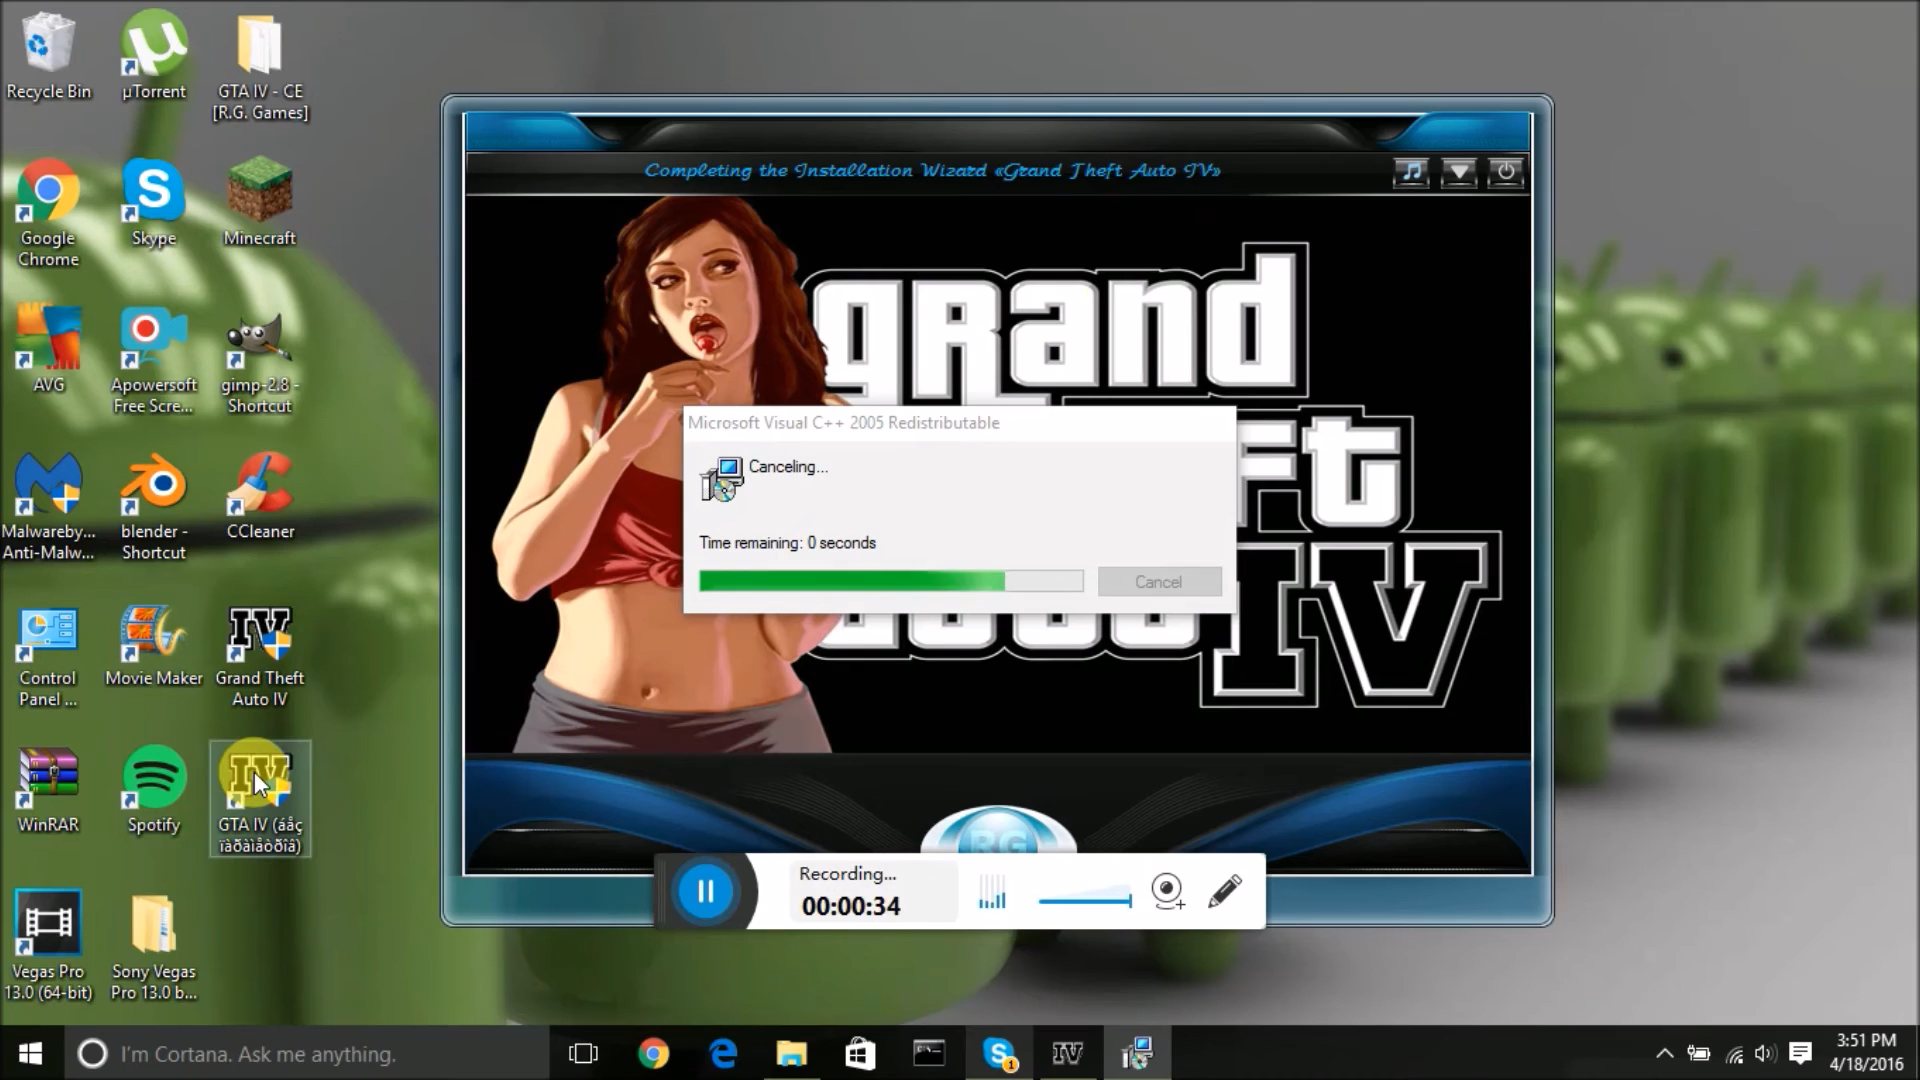 Recycle Bin
µTorrent
GTA IV - CE
[R.G. Games]
Google
Chrome
Skype
Minecraft
AVG
Apowersoft
Free Scre...
gimp-2.8 -
Shortcut
Malwareby...
Anti-Malw...
blender -
Shortcut
CCleaner
Control
Panel ...
Movie Maker
Grand Theft
Auto IV
WinRAR
Spotify
GTA IV (áåç
ïàðàìåòðîâ)
Vegas Pro
13.0 (64-bit)
Sony Vegas
Pro 13.0 b...
Completing the Installation Wizard «Grand Theft Auto IV»
grand
IV
Microsoft Visual C++ 2005 Redistributable
Canceling...
Time remaining: 0 seconds
Cancel
RG
Recording...
00:00:34
I'm Cortana. Ask me anything.
3:51 PM
4/18/2016